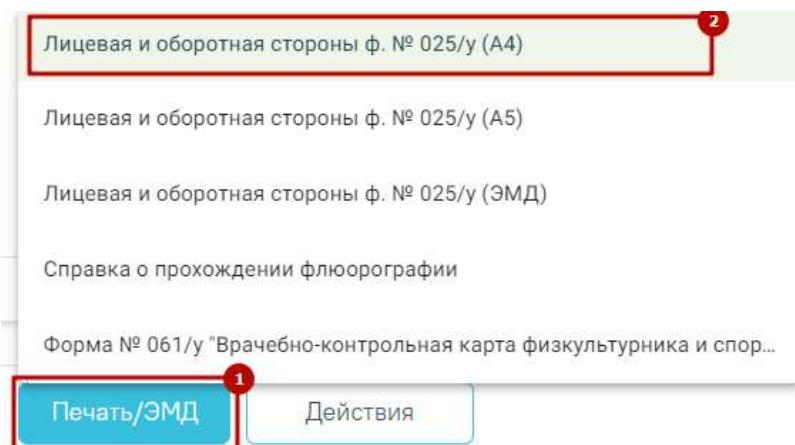 2
Лицевая и оборотная стороны ф. № 025/у (А4)
Лицевая и оборотная стороны ф. № 025/у (А5)
Лицевая и оборотная стороны ф. № 025/у (ЭМД)
Справка о прохождении флюорографии
Форма № 061/у "Врачебно-контрольная карта физкультурника и спор...
1
Печать/ЭМД Действия